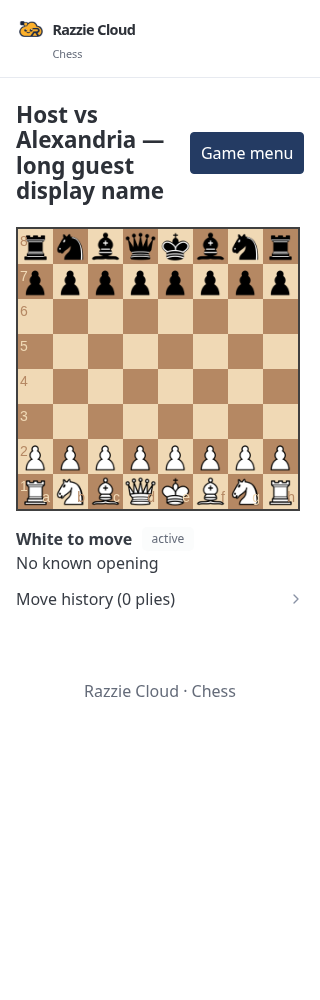 Razzie Cloud
Chess
Host vs
Alexandria —
long guest
display name
Game menu
8
7
6
5
4
3
2
1
a b c d e f g h
White to move active
No known opening
Move history (0 plies)
Razzie Cloud · Chess